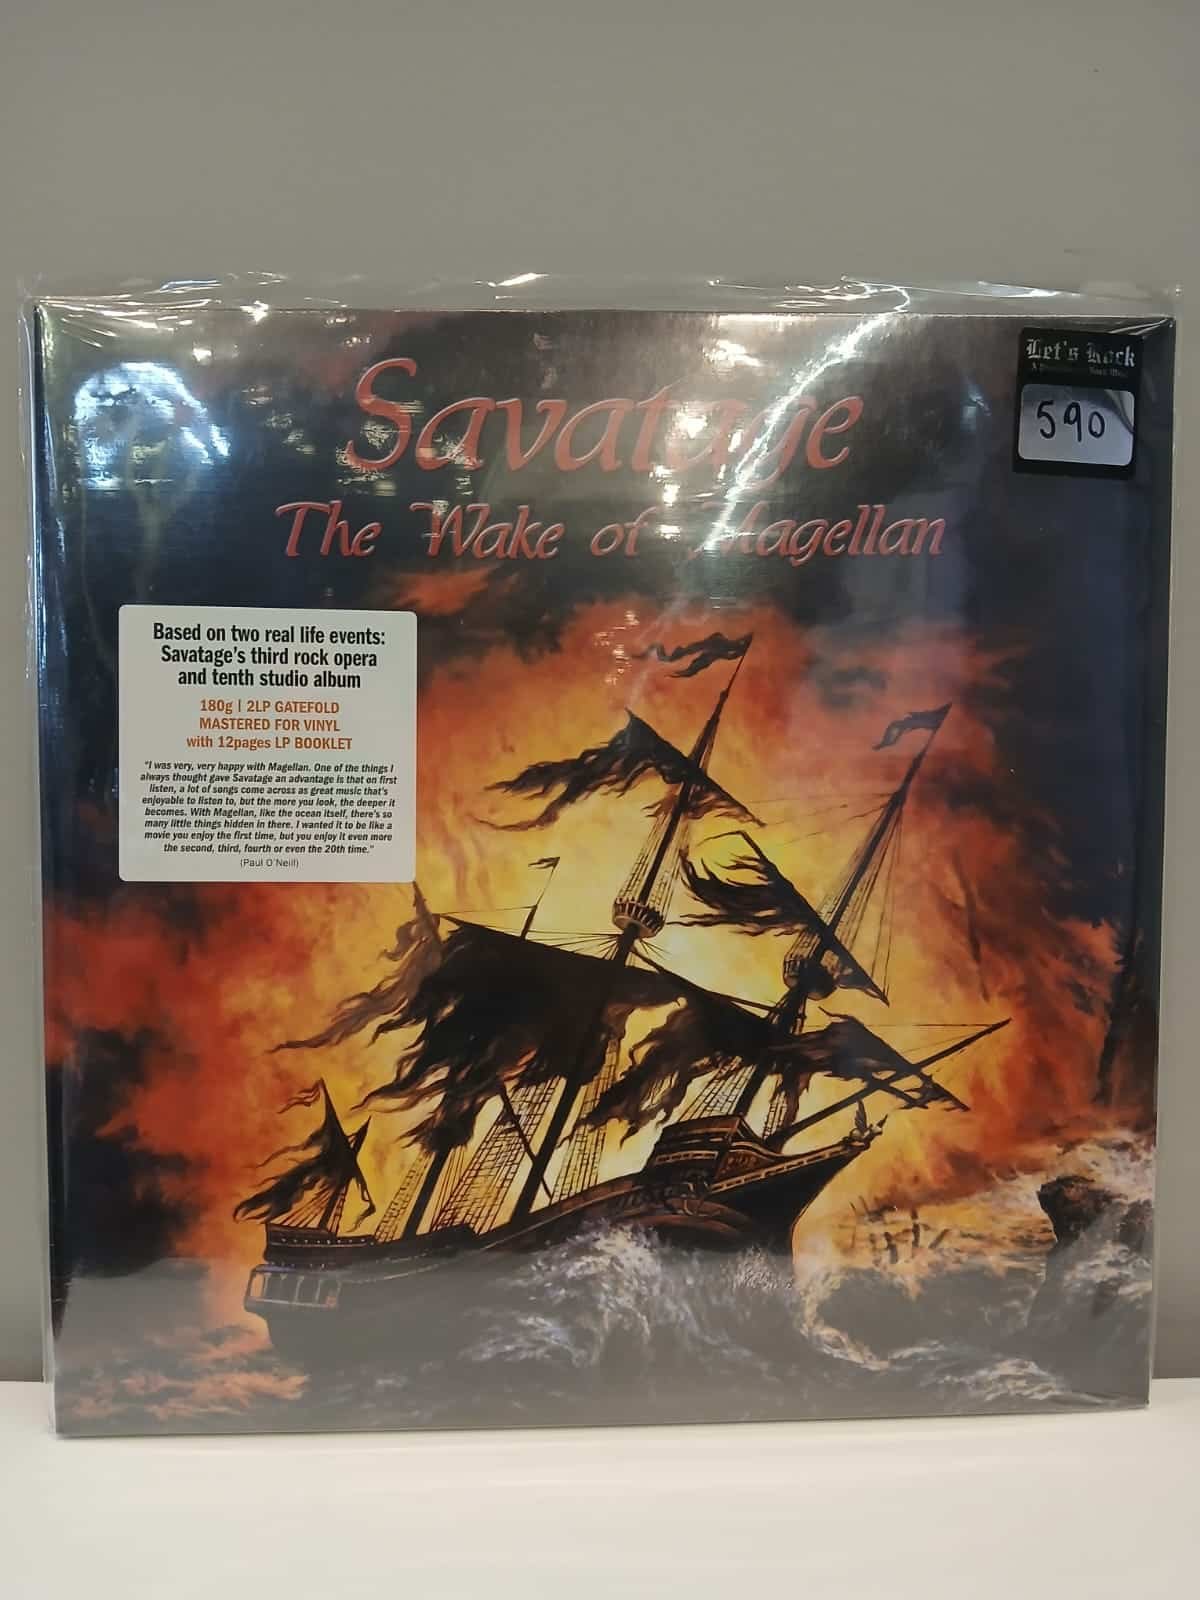 Let's Rock
590
Savatage
The Wake of Magellan
Based on two real life events:
Savatage's third rock opera
and tenth studio album
180g | 2LP GATEFOLD
MASTERED FOR VINYL
with 12pages LP BOOKLET
"I was very, very happy with Magellan. One of the things I
always thought gave Savatage an advantage is that on first
listen, a lot of songs come across as great music that's
enjoyable to listen to, but the more you look, the deeper it
becomes. With Magellan, like the ocean itself, there's so
many little things hidden in there. I wanted it to be like a
movie you enjoy the first time, but you enjoy it even more
the second, third, fourth or even the 20th time."
(Paul O'Neill)